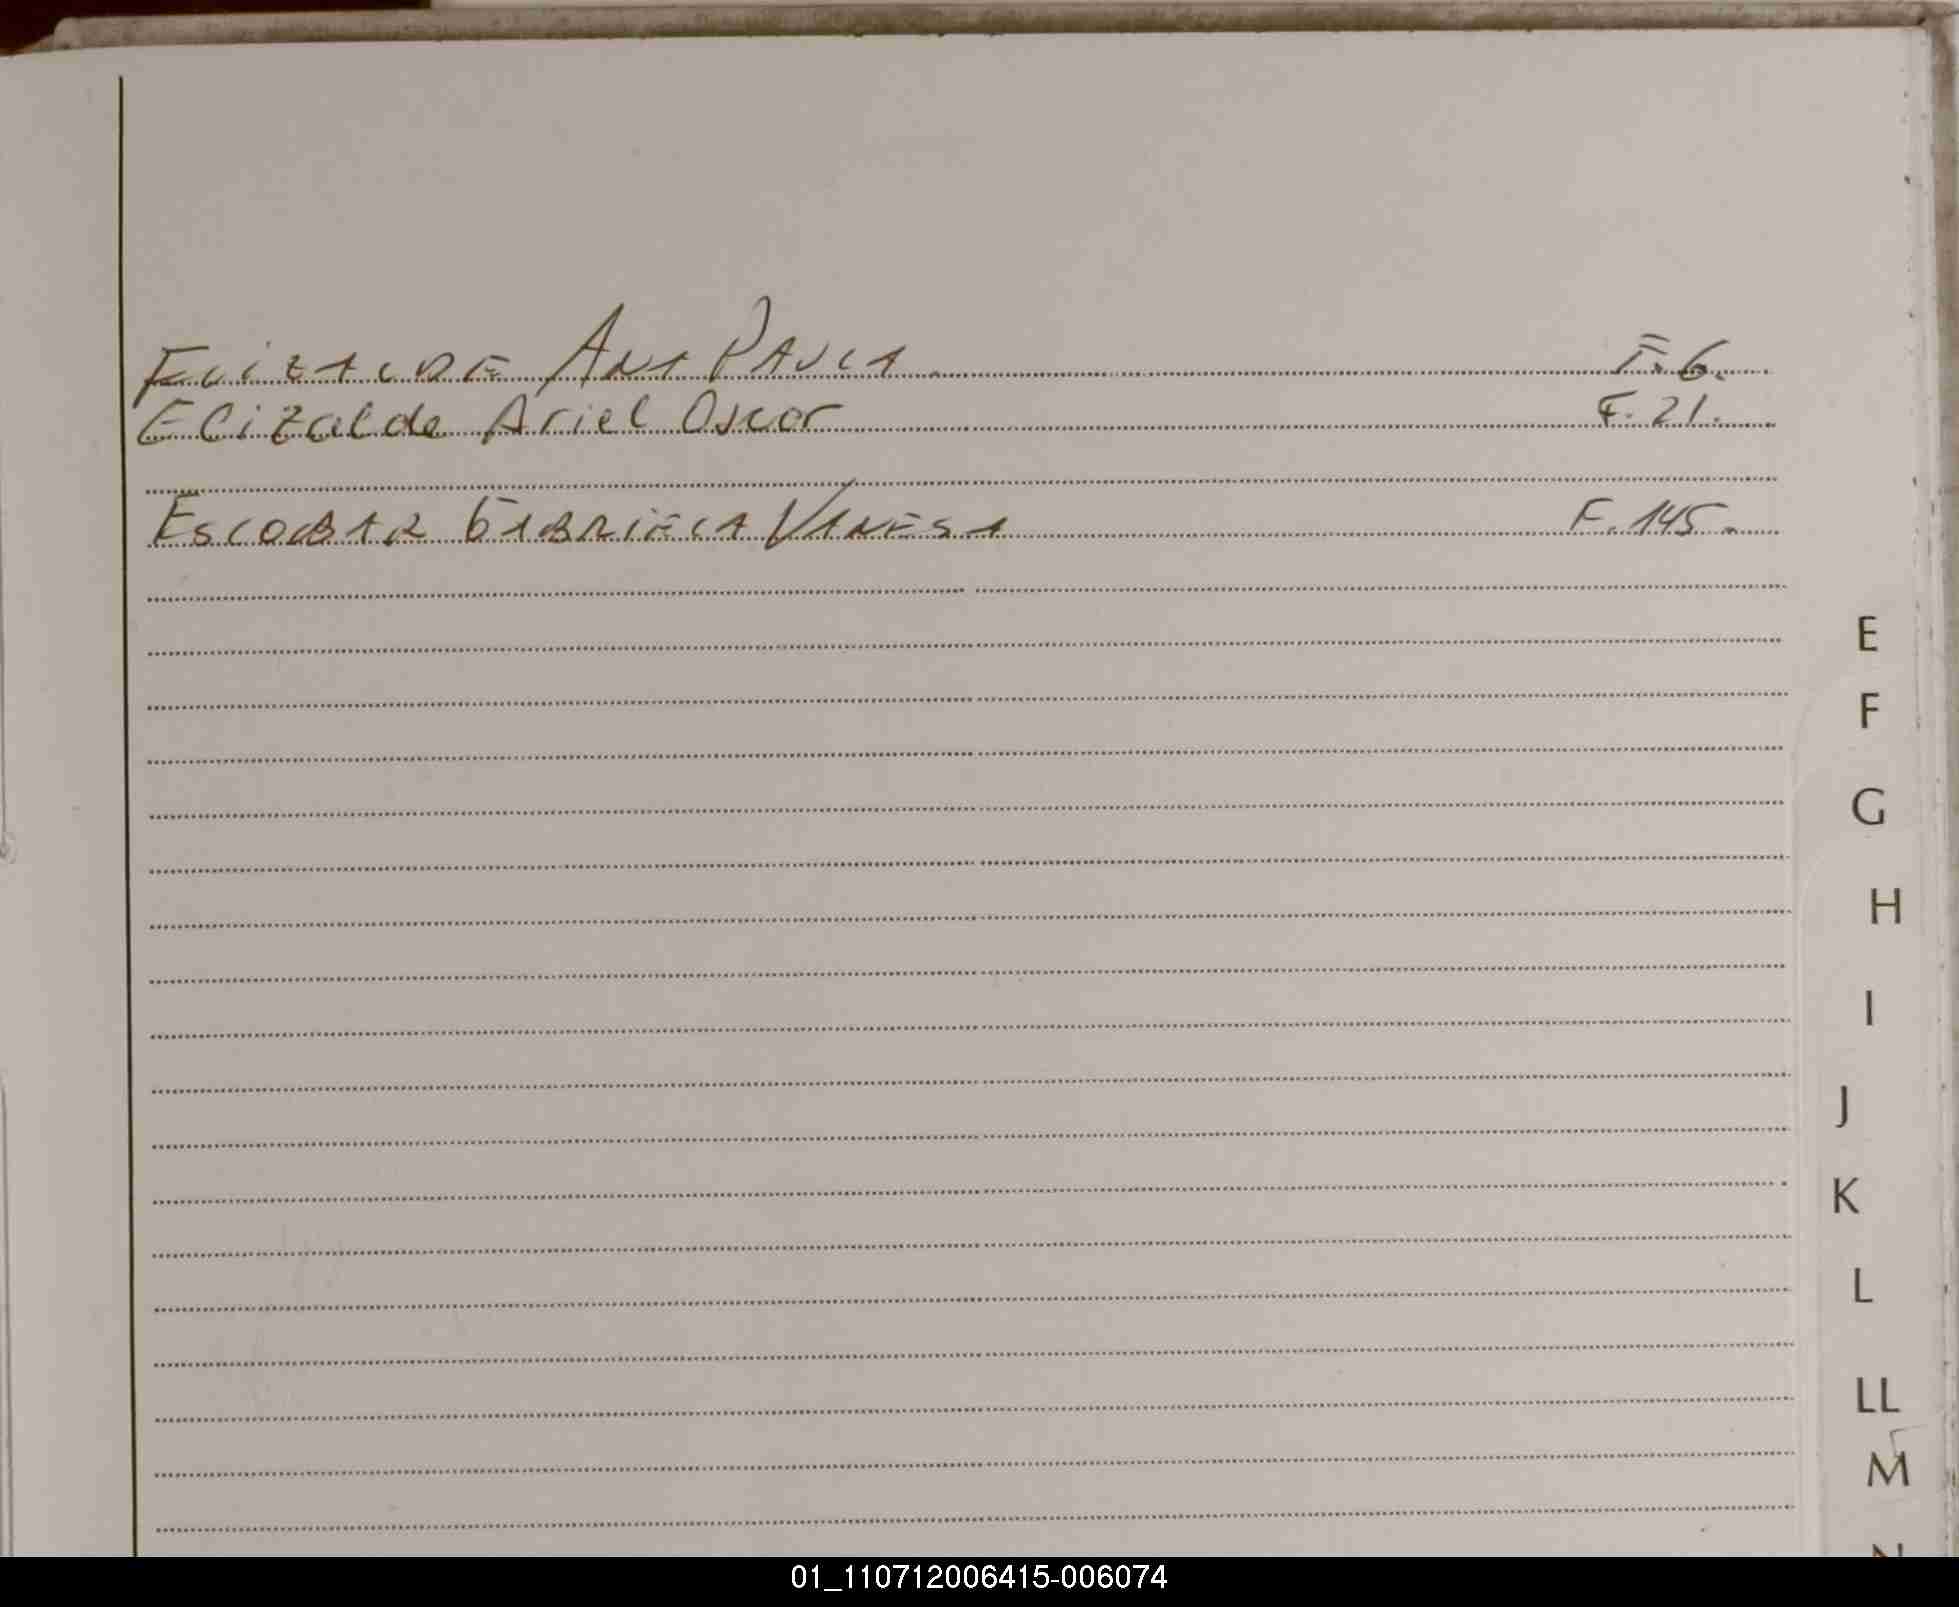 ELIZALDE ANA PAULA. F. 6.
Elizalde Ariel Oscar F. 21.
ESCOBAR GABRIELA VANESA F. 145.
E
F
G
H
I
J
K
L
LL
M
N
01_110712006415-006074